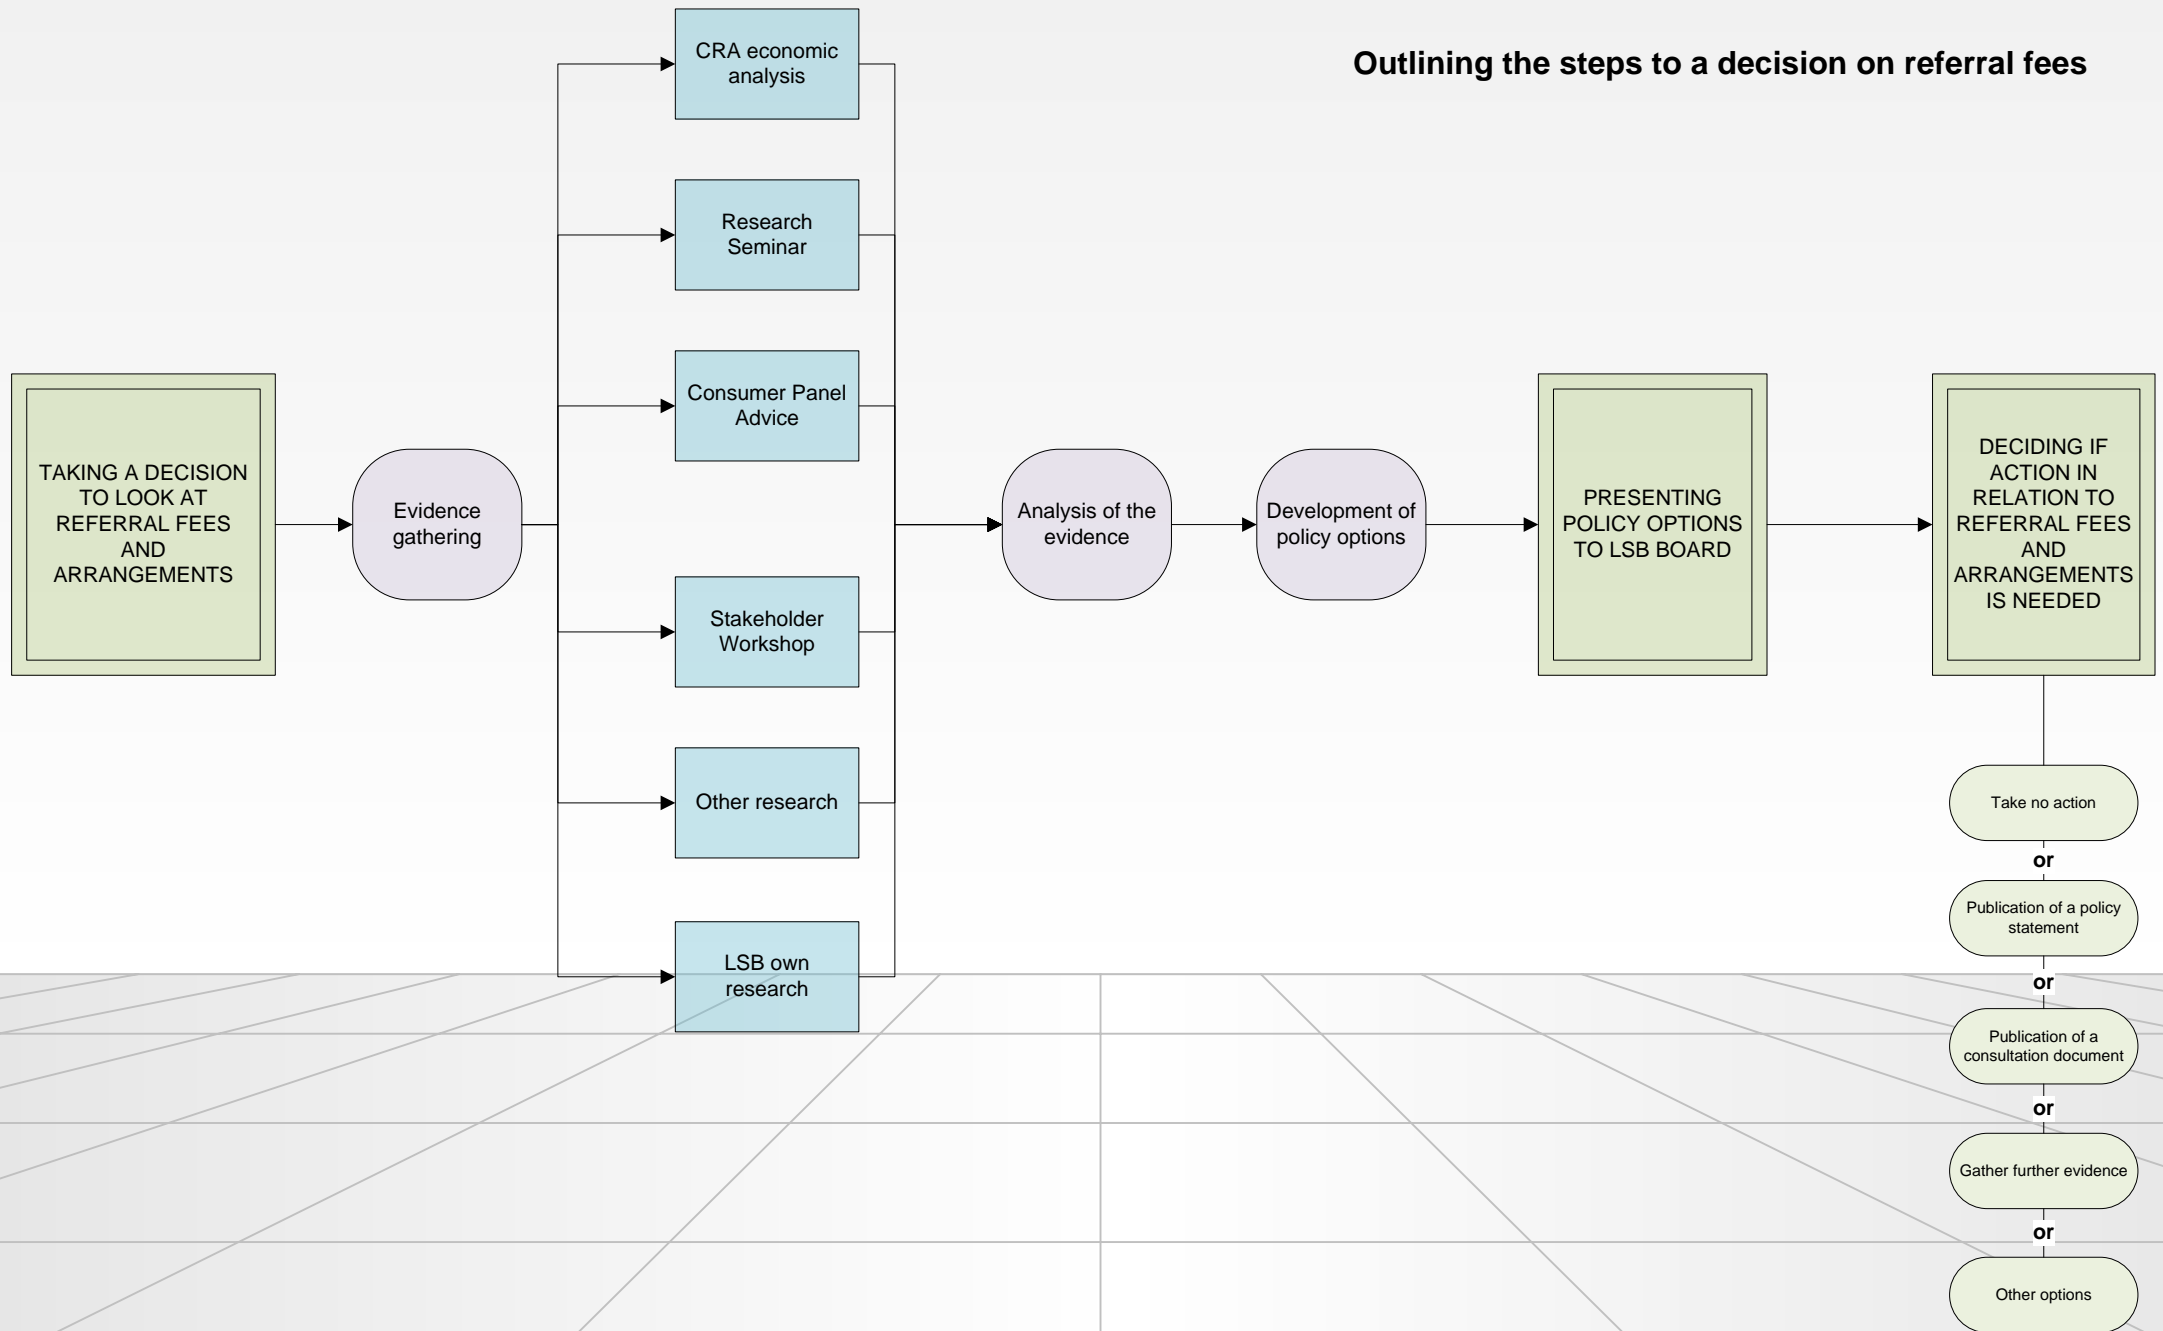 Outlining the steps to a decision on referral fees
TAKING A DECISION
TO LOOK AT
REFERRAL FEES
AND
ARRANGEMENTS
Evidence
gathering
CRA economic
analysis
Research
Seminar
Consumer Panel
Advice
Stakeholder
Workshop
Other research
LSB own
research
Analysis of the
evidence
Development of
policy options
PRESENTING
POLICY OPTIONS
TO LSB BOARD
DECIDING IF
ACTION IN
RELATION TO
REFERRAL FEES
AND
ARRANGEMENTS
IS NEEDED
Take no action
or
Publication of a policy
statement
or
Publication of a
consultation document
or
Gather further evidence
or
Other options